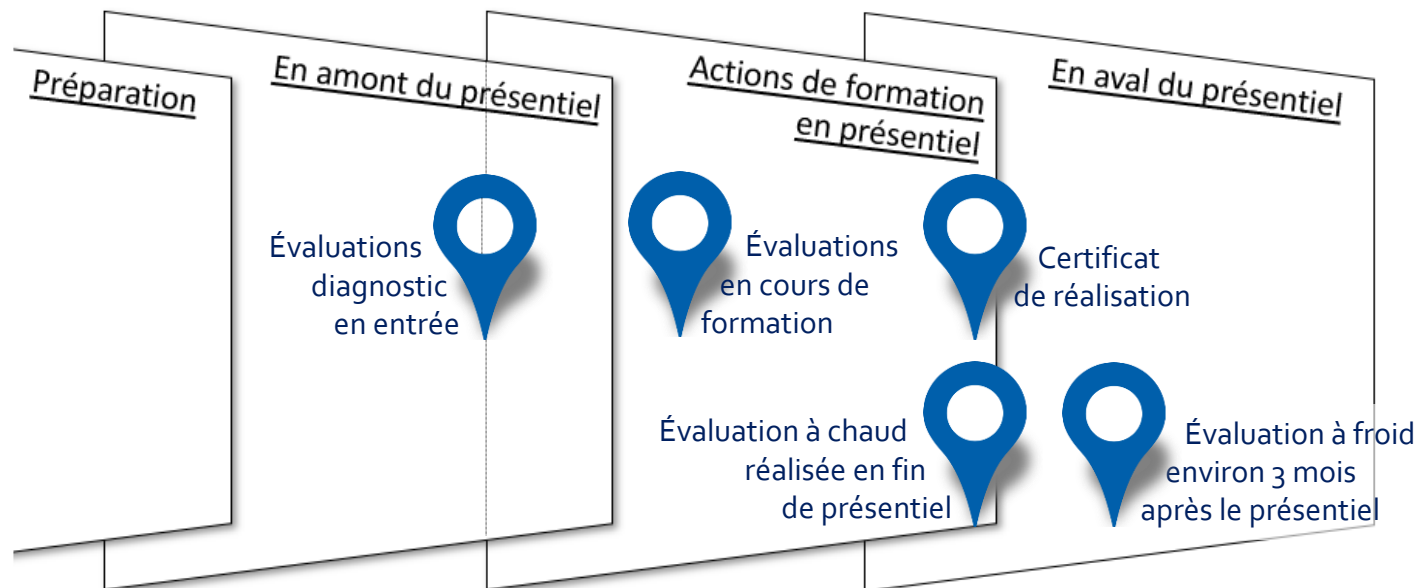 Préparation
En amont du présentiel
Actions de formation
en présentiel
En aval du présentiel
Évaluations
diagnostic
en entrée
Évaluations
en cours de
formation
Certificat
de réalisation
Évaluation à chaud
réalisée en fin
de présentiel
Évaluation à froid
environ 3 mois
après le présentiel